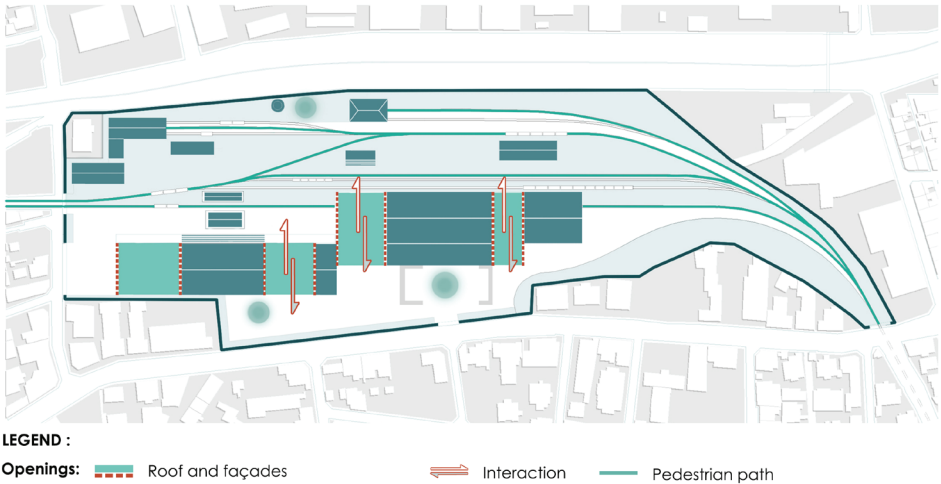 LEGEND :
Openings: Roof and façades Interaction Pedestrian path